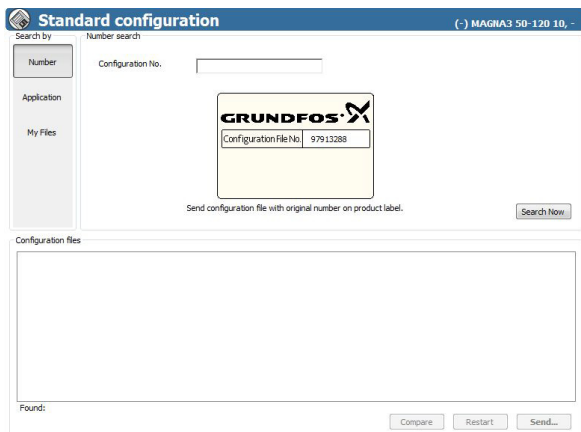 Standard configuration
(-) MAGNA3 50-120 10, -
Search by
Number search
Number
Configuration No.
Application
My Files
GRUNDFOS
Configuration File No. 97913288
Send configuration file with original number on product label.
Search Now
Configuration files
Found:
Compare Restart Send...